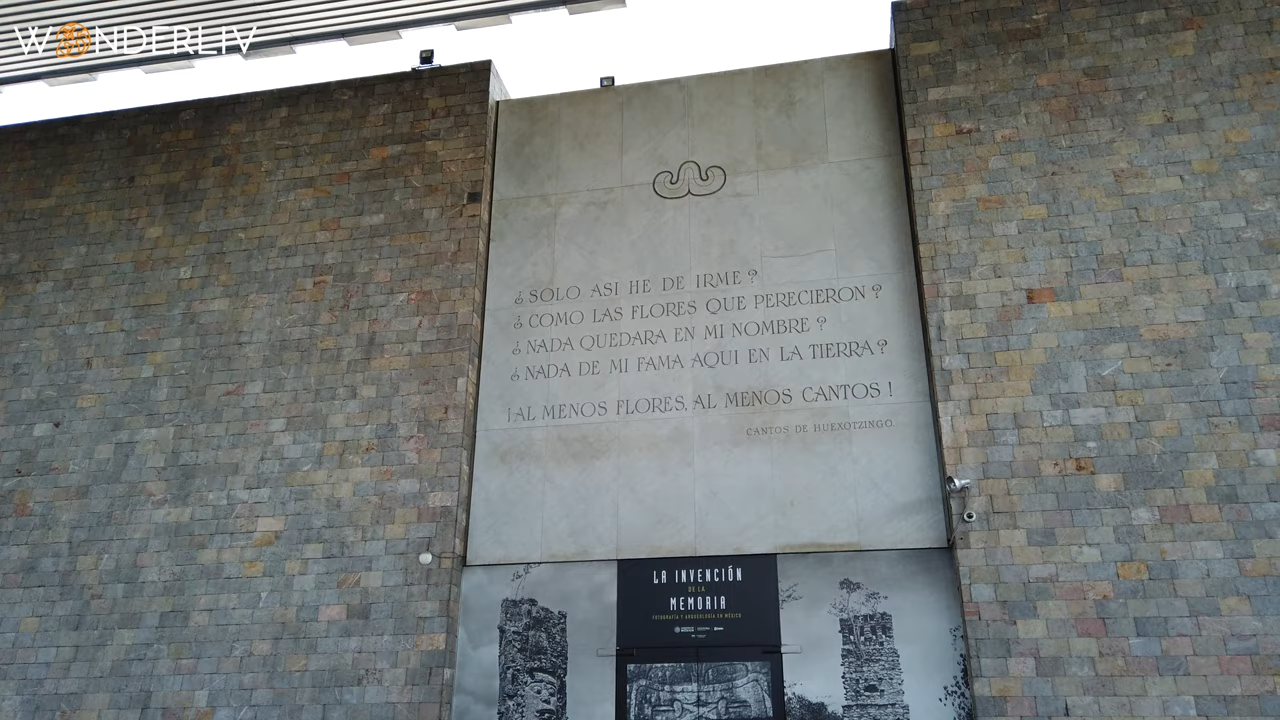 WONDERLIV
¿SOLO ASI HE DE IRME?
¿COMO LAS FLORES QUE PERECIERON?
¿NADA QUEDARA EN MI NOMBRE?
¿NADA DE MI FAMA AQUI EN LA TIERRA?
¡AL MENOS FLORES, AL MENOS CANTOS!
CANTOS DE HUEXOTZINGO.
LA INVENCIÓN
DE LA
MEMORIA
FOTOGRAFÍA Y ARQUEOLOGÍA EN MÉXICO